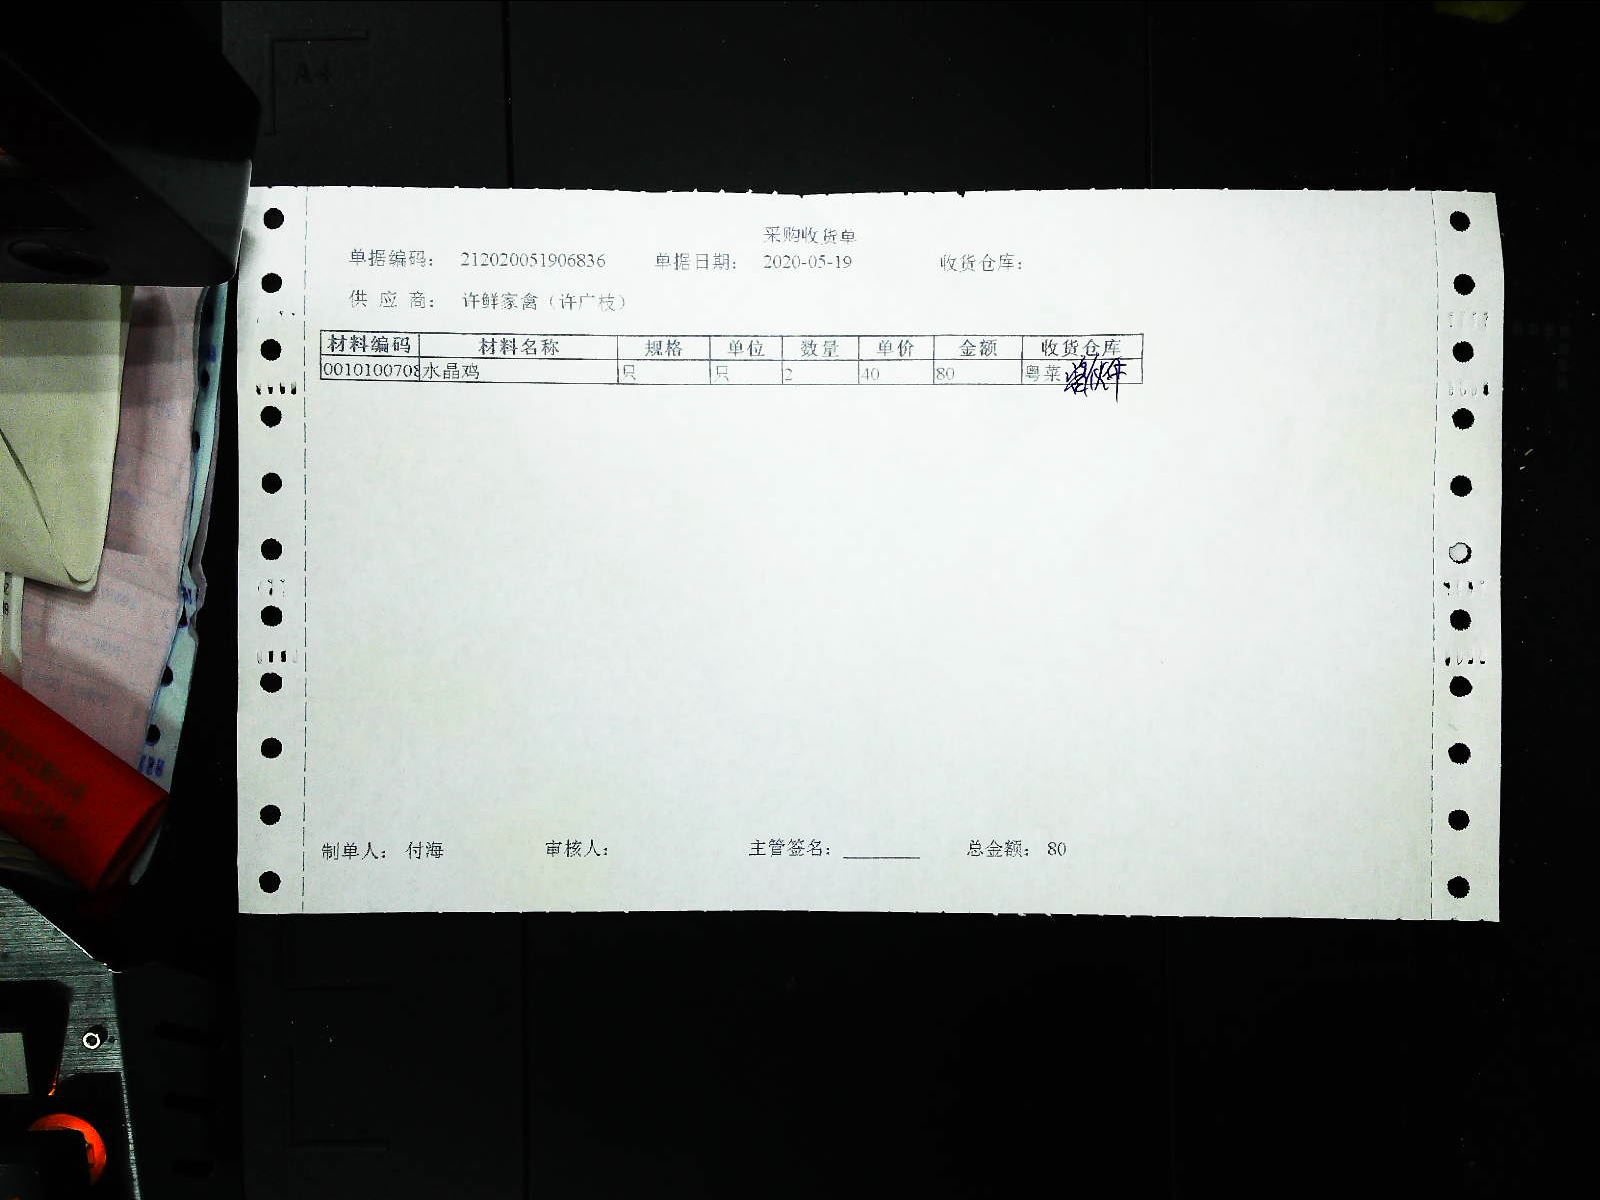 采购收货单
单据编码： 212020051906836 单据日期： 2020-05-19 收货仓库：
供 应 商： 许鲜家禽（许广枝）
材料编码 材料名称 规格 单位 数量 单价 金额 收货仓库
0010100708 水晶鸡 只 只 2 40 80 粤菜
制单人： 付海 审核人： 主管签名： ________ 总金额： 80